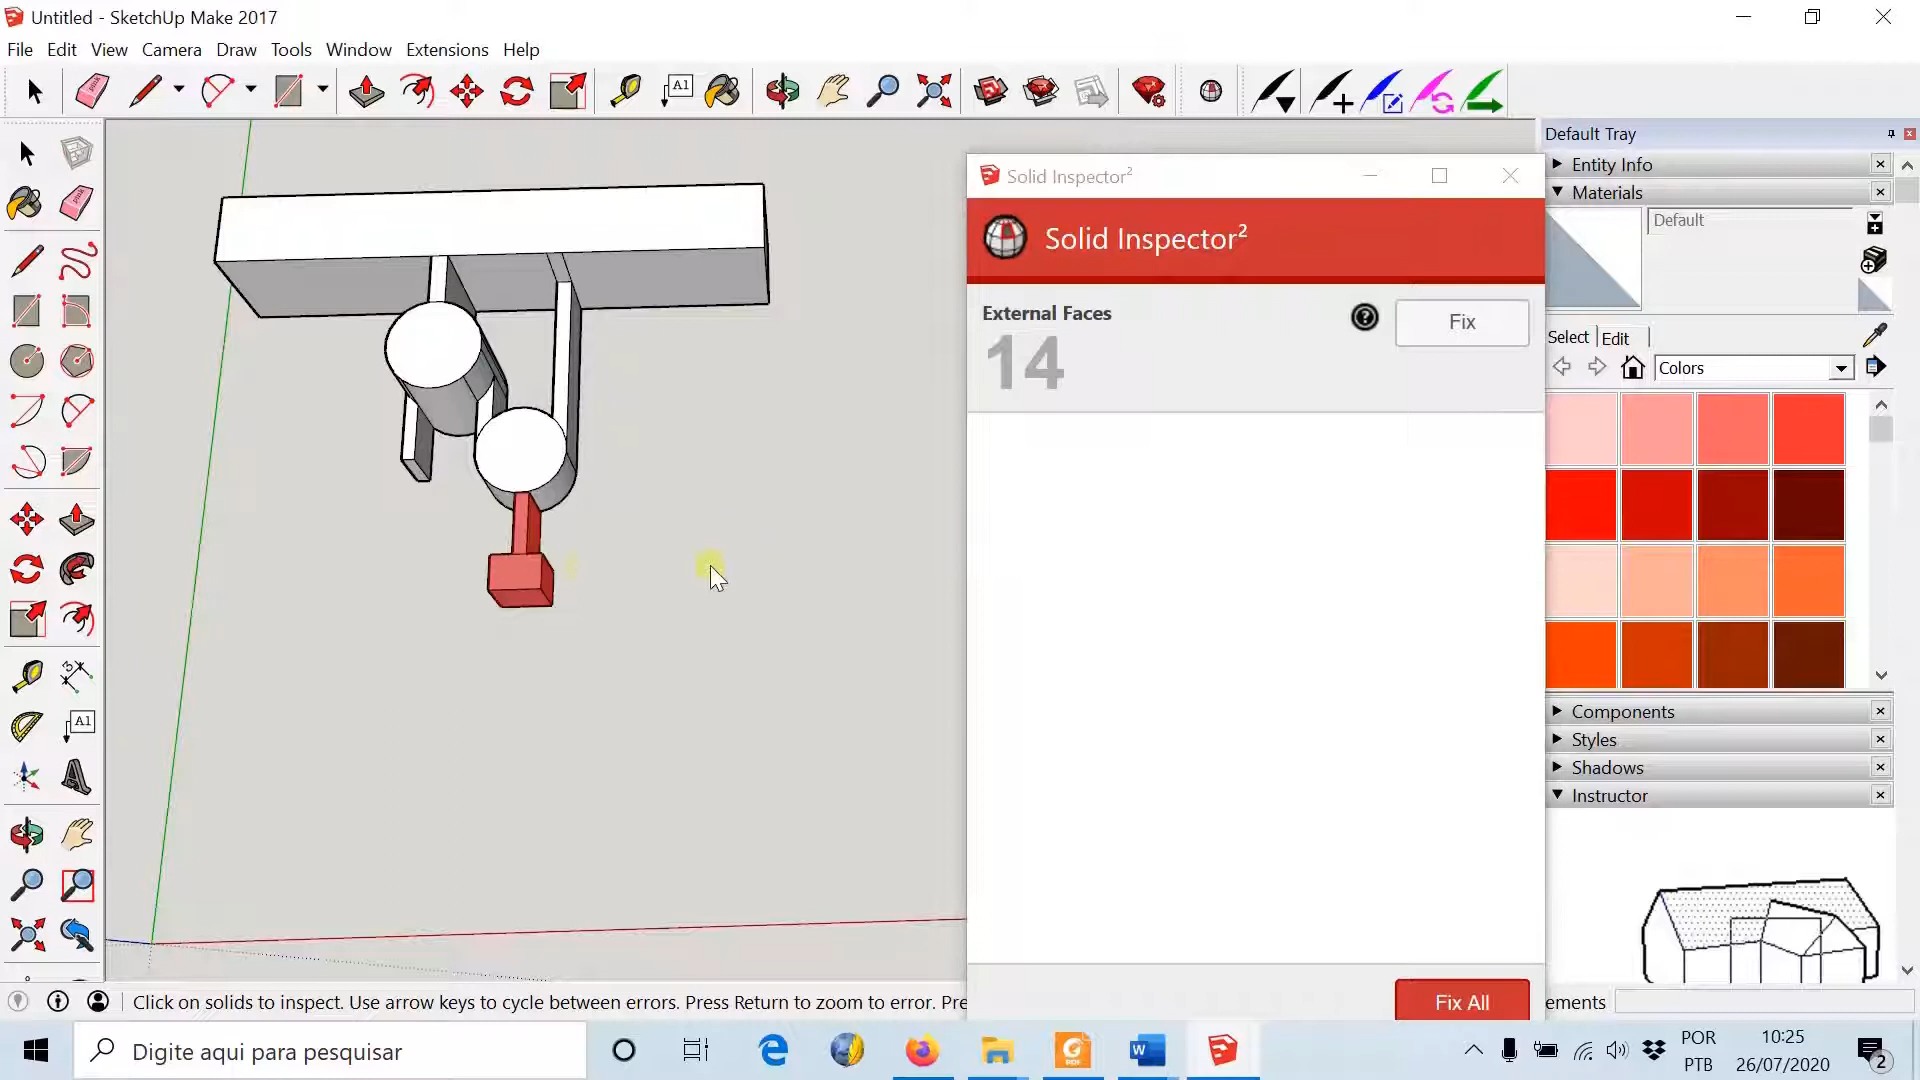 Untitled - SketchUp Make 2017
File Edit View Camera Draw Tools Window Extensions Help
A1
Default Tray
Entity Info
Materials
Default
Select Edit
Colors
Components
Styles
Shadows
Instructor
Solid Inspector²
Solid Inspector²
External Faces
14
Fix
Fix All
A1
Click on solids to inspect. Use arrow keys to cycle between errors. Press Return to zoom to error. Pre
ements
Digite aqui para pesquisar
POR
PTB
10:25
26/07/2020
2